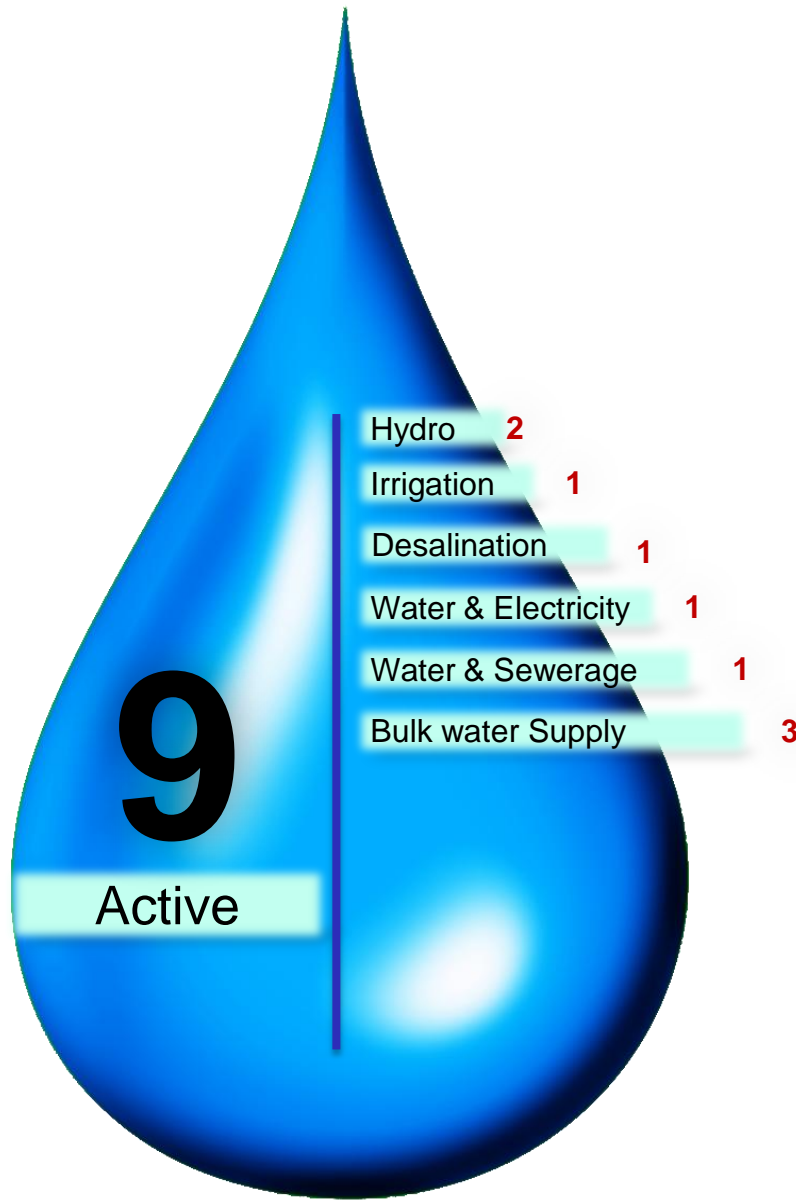 Hydro 2
Irrigation 1
Desalination 1
Water & Electricity 1
Water & Sewerage 1
Bulk water Supply 3
9
Active